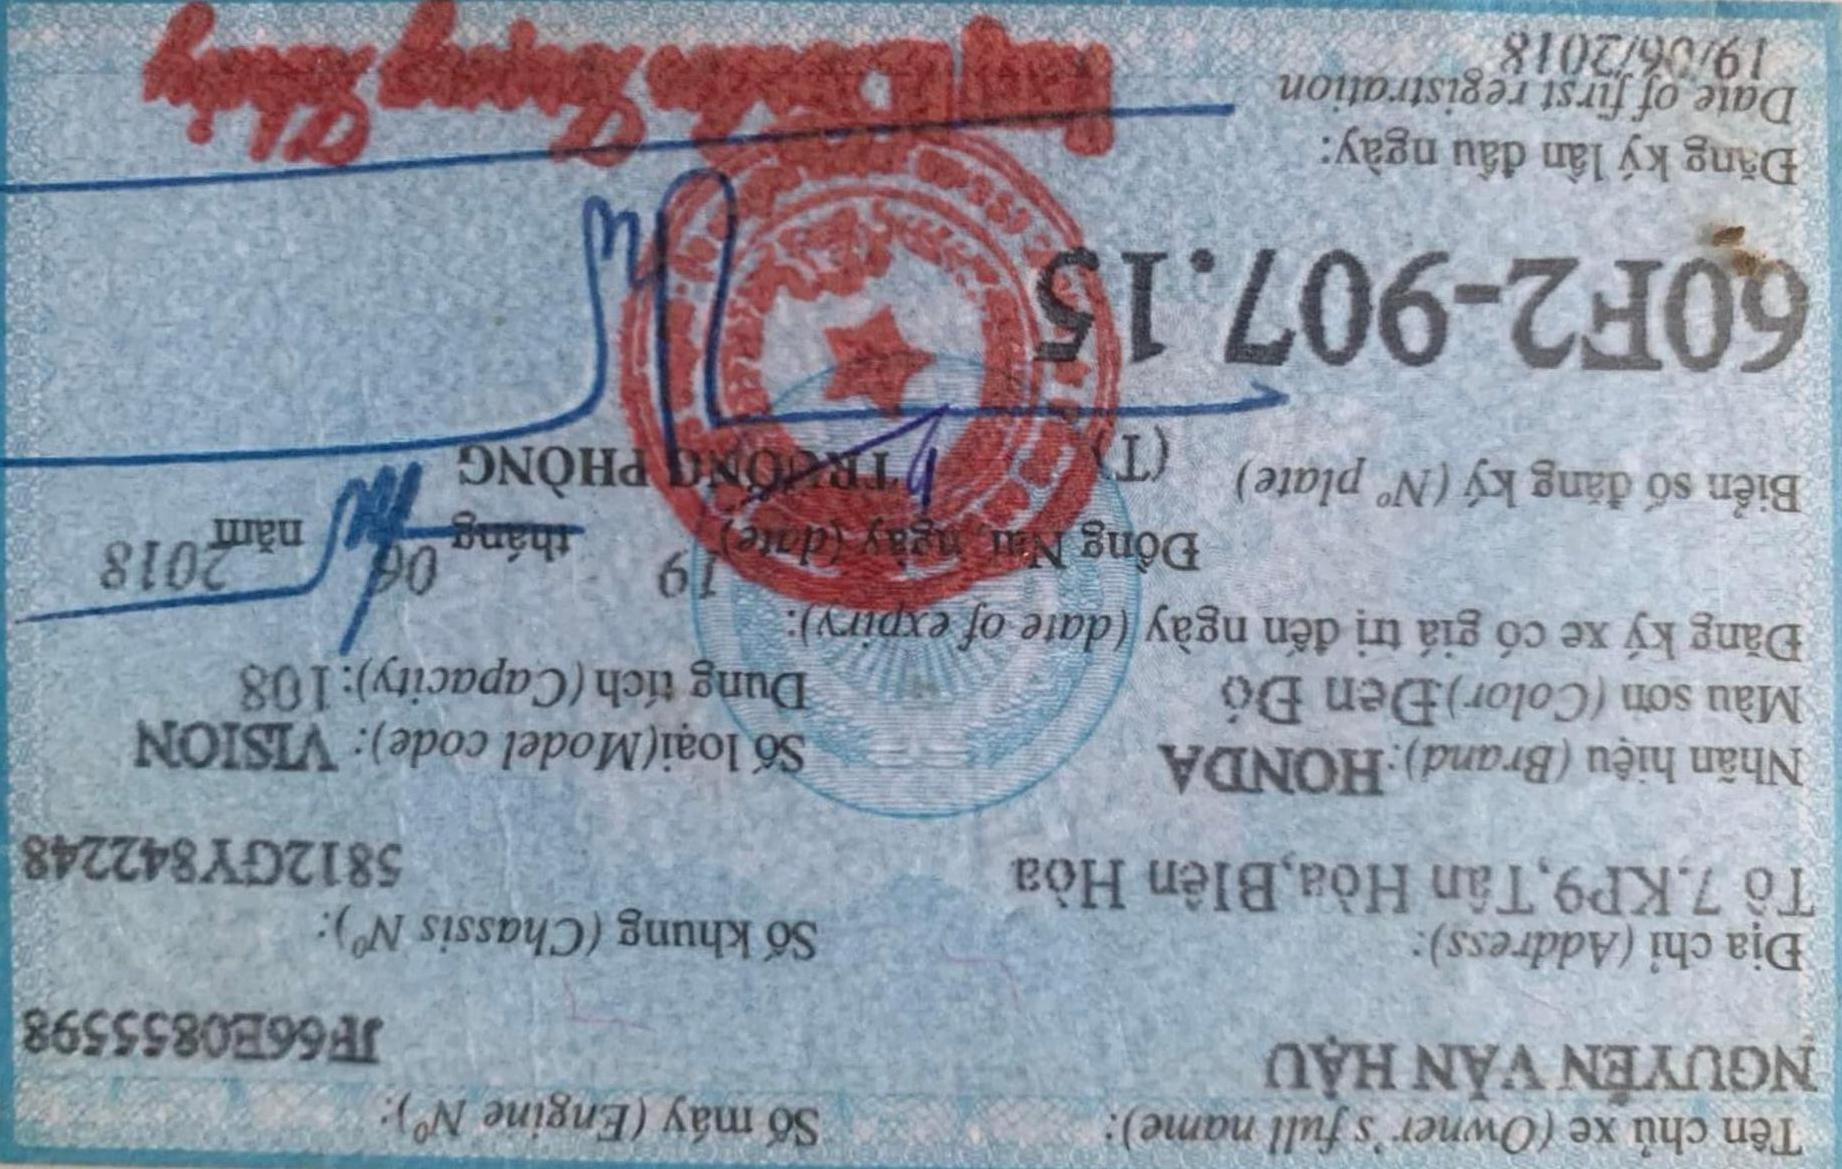 Tên chủ xe (Owner's full name):
NGUYỄN VĂN HẬU
Số máy (Engine Nº):
JF66E0855598
Địa chỉ (Address):
Tổ 7.KP9,Tân Hòa,BIên Hòa
Số khung (Chassis Nº):
5812GY842248
Nhãn hiệu (Brand): HONDA
Số loại(Model code): VISION
Màu sơn (Color): Đen Đỏ
Dung tích (Capacity): 108
Đăng ký xe có giá trị đến ngày (date of expiry):
Đồng Nai, ngày (date) 19 tháng 06 năm 2018
Biển số đăng ký (Nº plate)
(T) TRƯỞNG PHÒNG
60F2-907.15
Đăng ký lần đầu ngày:
Date of first registration
19/06/2018